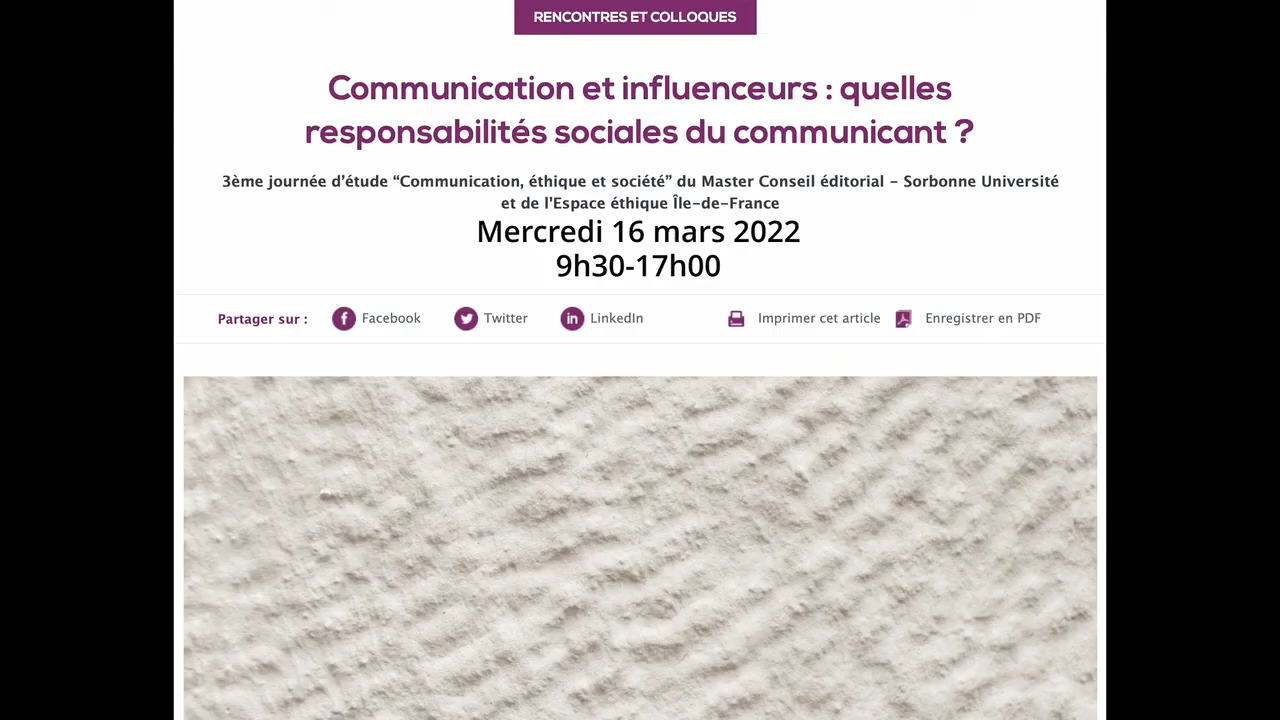 RENCONTRES ET COLLOQUES
Communication et influenceurs : quelles
responsabilités sociales du communicant ?
3ème journée d’étude “Communication, éthique et société” du Master Conseil éditorial – Sorbonne Université
et de l’Espace éthique Île-de-France
Mercredi 16 mars 2022
9h30-17h00
Partager sur : Facebook Twitter LinkedIn Imprimer cet article Enregistrer en PDF